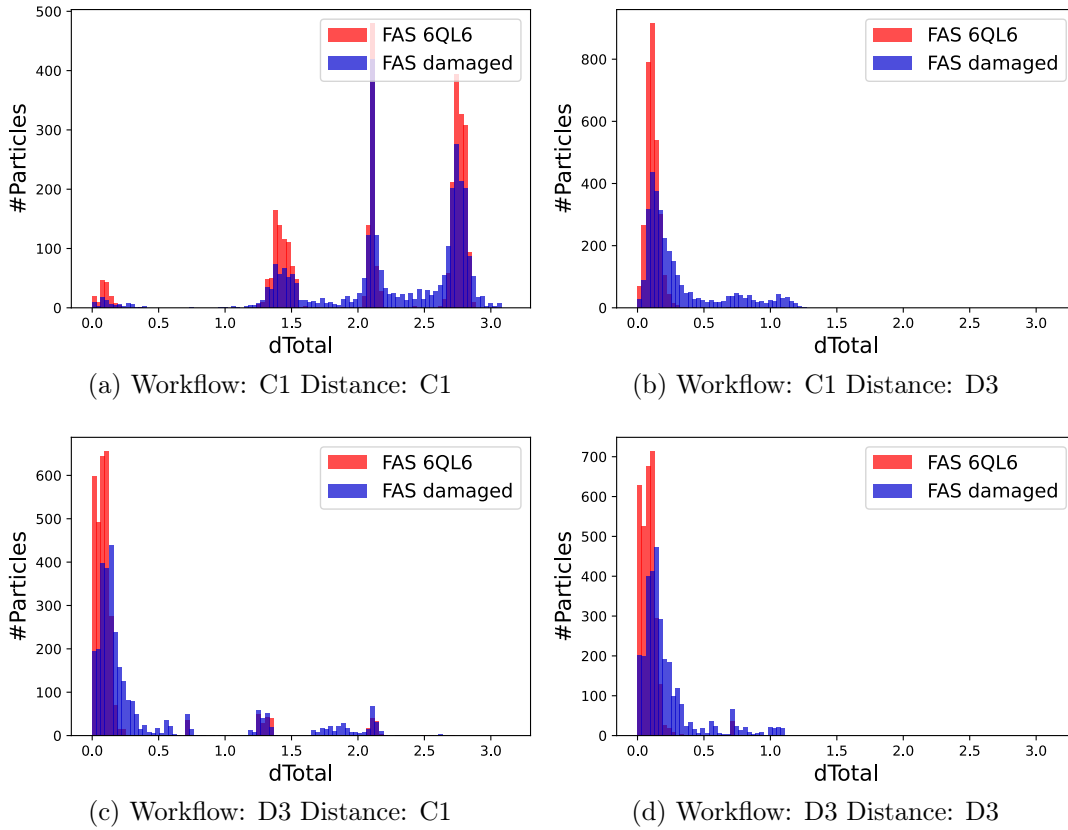 500
400
300
200
100
0
#Particles
FAS 6QL6
FAS damaged
0.0 0.5 1.0 1.5 2.0 2.5 3.0
dTotal
(a) Workflow: C1 Distance: C1
800
600
400
200
0
#Particles
FAS 6QL6
FAS damaged
0.0 0.5 1.0 1.5 2.0 2.5 3.0
dTotal
(b) Workflow: C1 Distance: D3
600
500
400
300
200
100
0
#Particles
FAS 6QL6
FAS damaged
0.0 0.5 1.0 1.5 2.0 2.5 3.0
dTotal
(c) Workflow: D3 Distance: C1
700
600
500
400
300
200
100
0
#Particles
FAS 6QL6
FAS damaged
0.0 0.5 1.0 1.5 2.0 2.5 3.0
dTotal
(d) Workflow: D3 Distance: D3